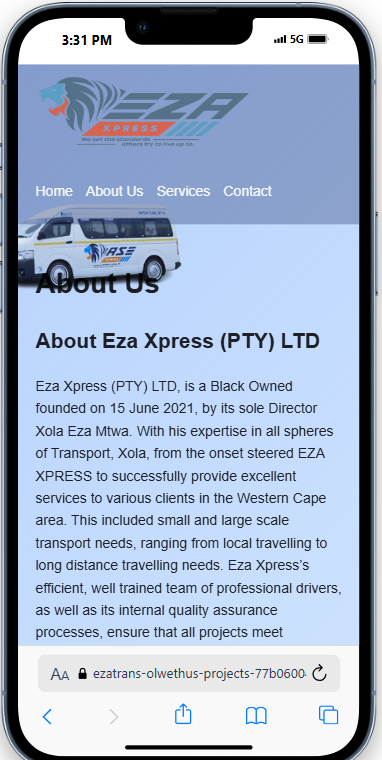 3:31 PM
5G
EZA
XPRESS
We set the standards
others try to live up to.
Home About Us Services Contact
About Us
About Eza Xpress (PTY) LTD
Eza Xpress (PTY) LTD, is a Black Owned
founded on 15 June 2021, by its sole Director
Xola Eza Mtwa. With his expertise in all spheres
of Transport, Xola, from the onset steered EZA
XPRESS to successfully provide excellent
services to various clients in the Western Cape
area. This included small and large scale
transport needs, ranging from local travelling to
long distance travelling needs. Eza Xpress’s
efficient, well trained team of professional drivers,
as well as its internal quality assurance
processes, ensure that all projects meet
AA ezatrans-olwethus-projects-77b0600